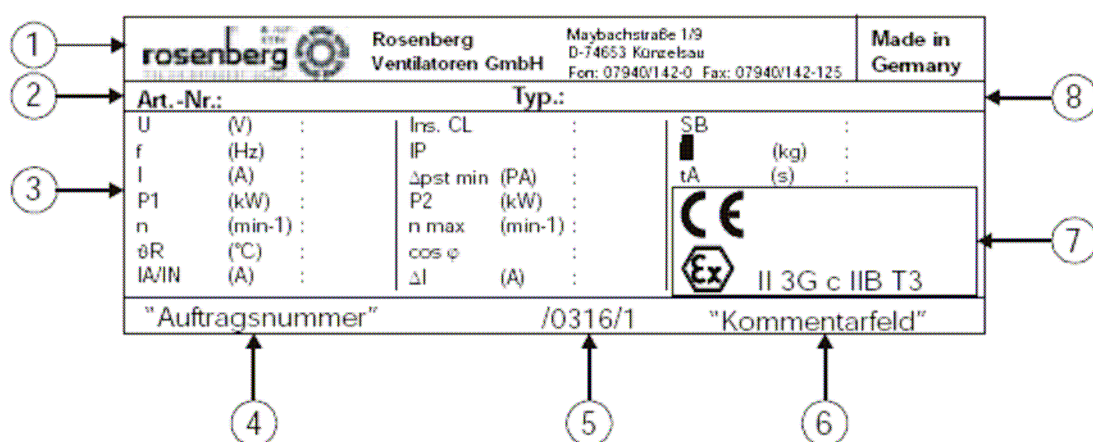 1
rosenberg
Rosenberg
Ventilatoren GmbH
Maybachstraße 1/9
D-74653 Künzelsau
Fon: 07940/142-0 Fax: 07940/142-125
Made in
Germany
2
Art.-Nr.: Typ.:
8
3
U (V) : Ins. CL : SB :
f (Hz) : IP : (kg) :
I (A) : Δpst min (PA) : tA (s) :
P1 (kW) : P2 (kW) :
n (min-1) : n max (min-1) :
ϑR (°C) : cos φ :
IA/IN (A) : ΔI (A) :
CE
Ex II 3G c IIB T3
7
"Auftragsnummer" /0316/1 "Kommentarfeld"
4 5 6